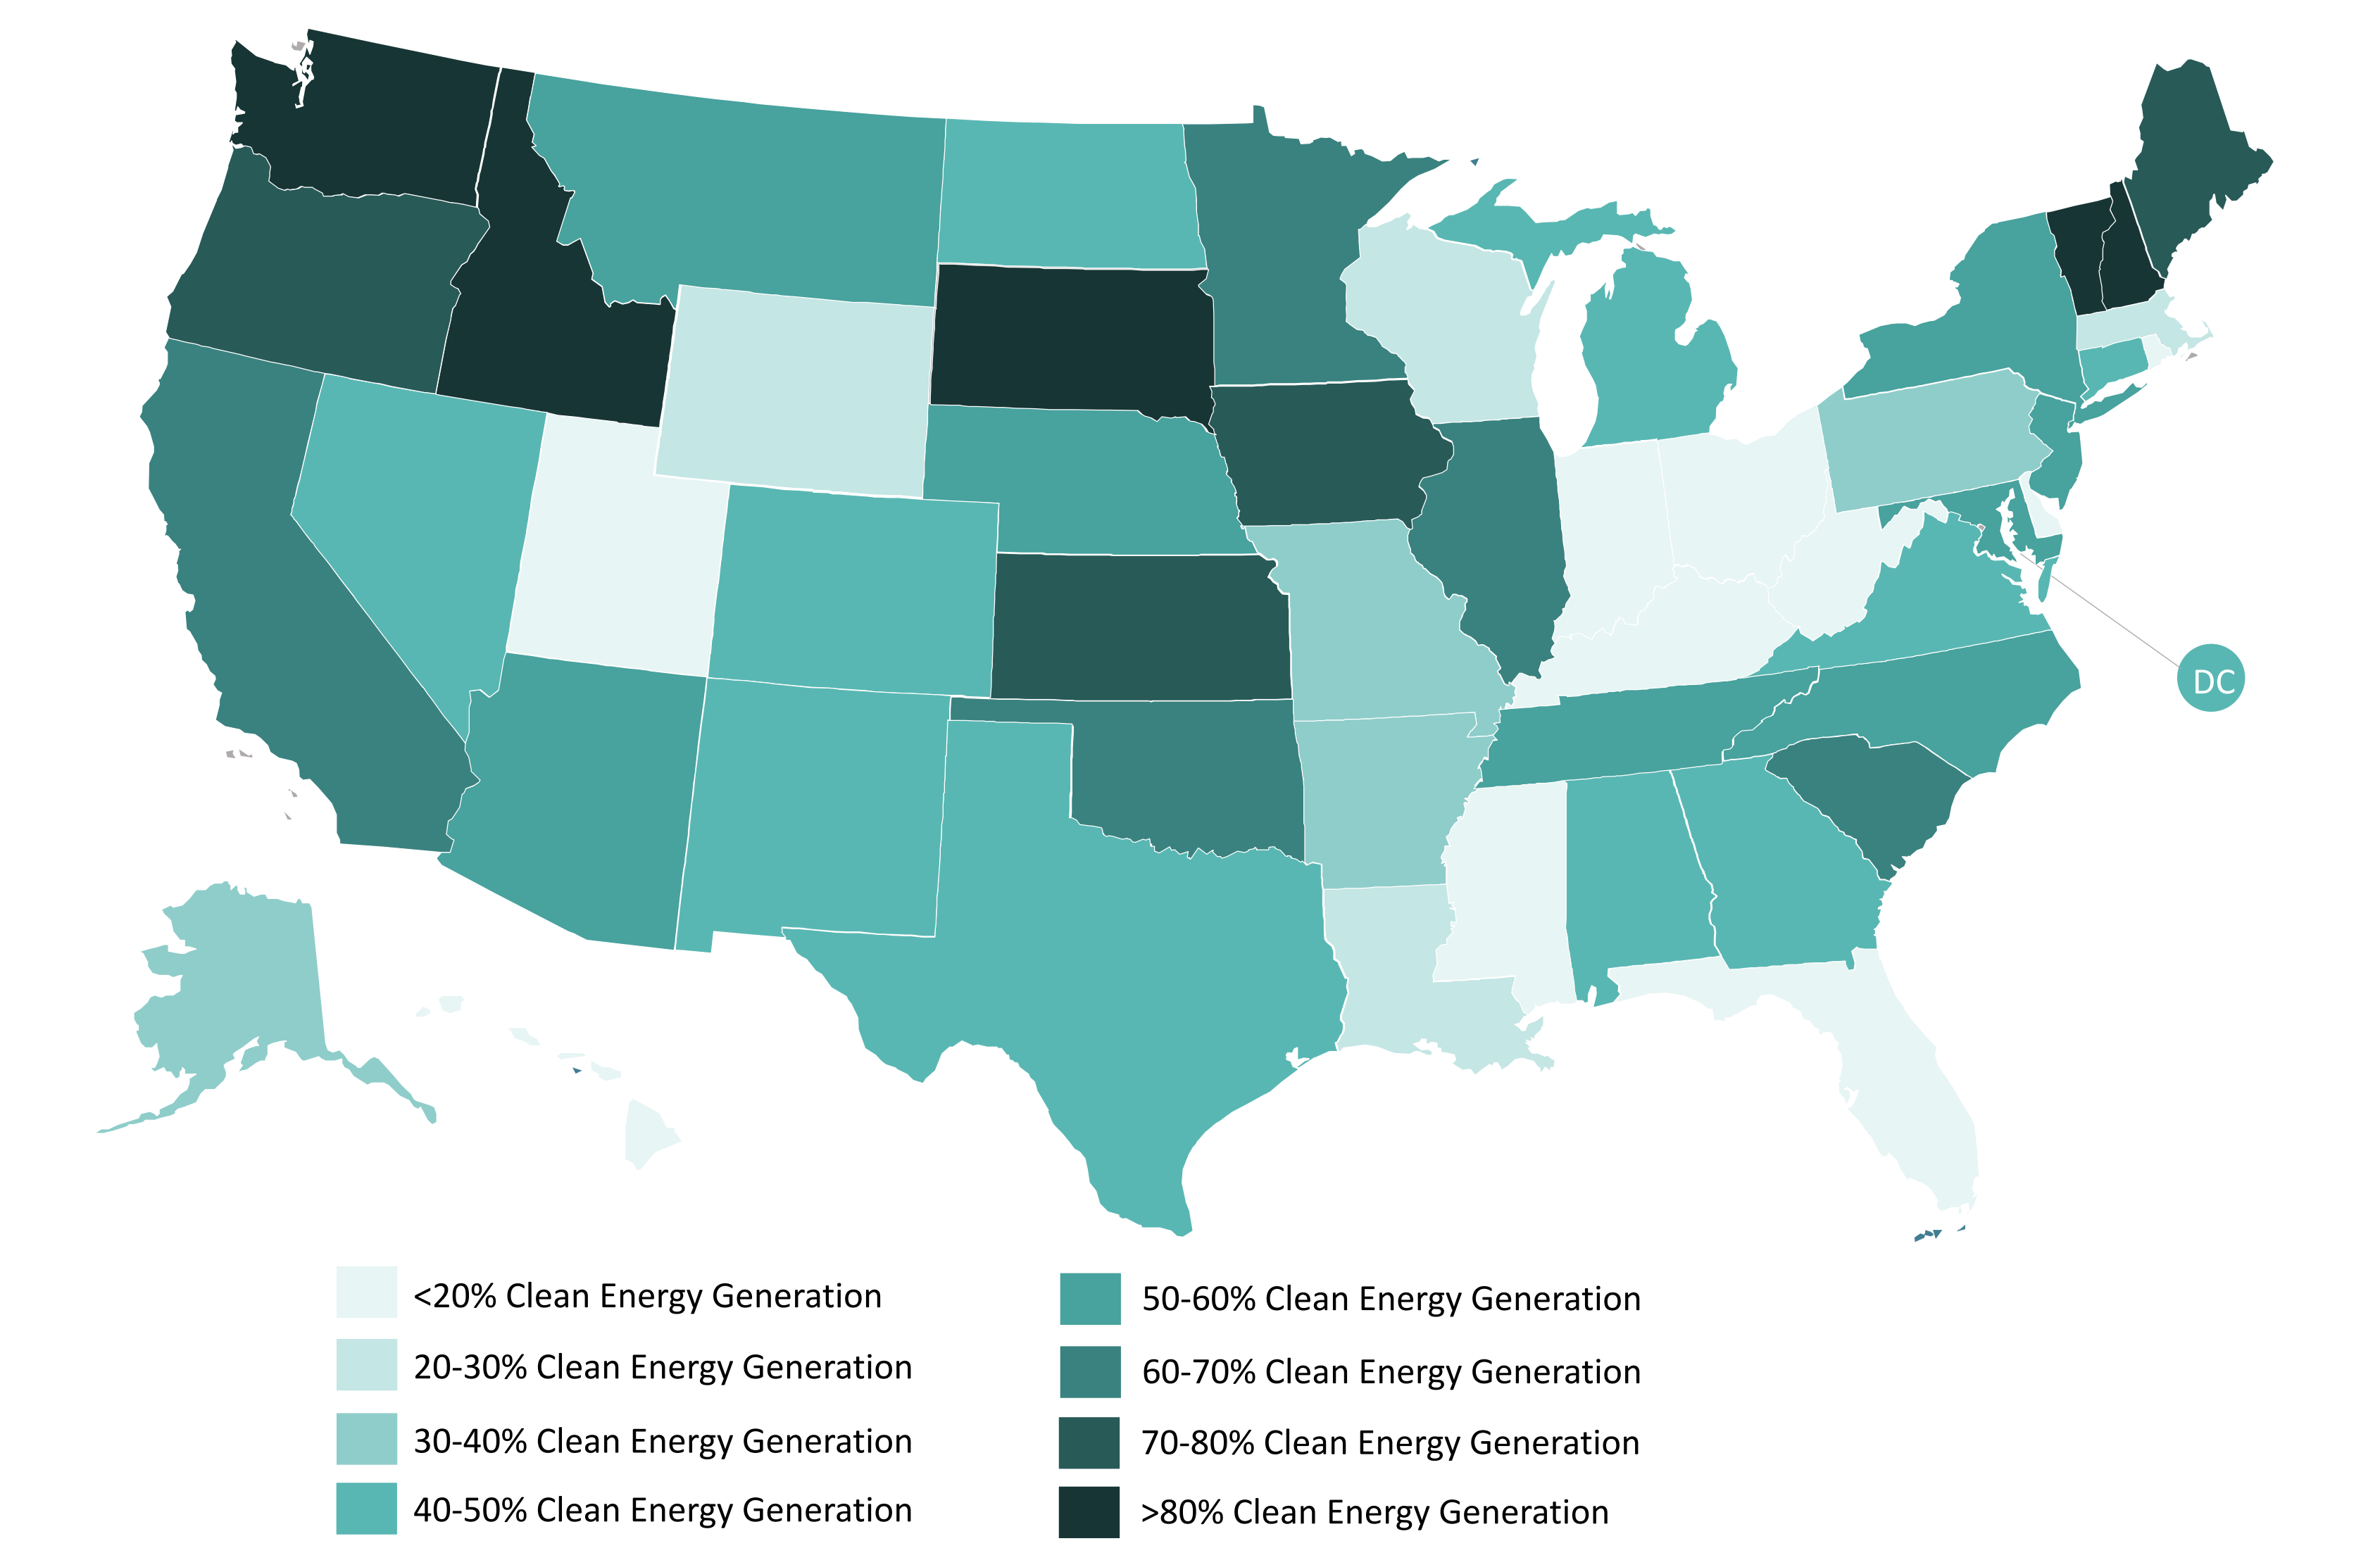 DC
<20% Clean Energy Generation
20-30% Clean Energy Generation
30-40% Clean Energy Generation
40-50% Clean Energy Generation
50-60% Clean Energy Generation
60-70% Clean Energy Generation
70-80% Clean Energy Generation
>80% Clean Energy Generation